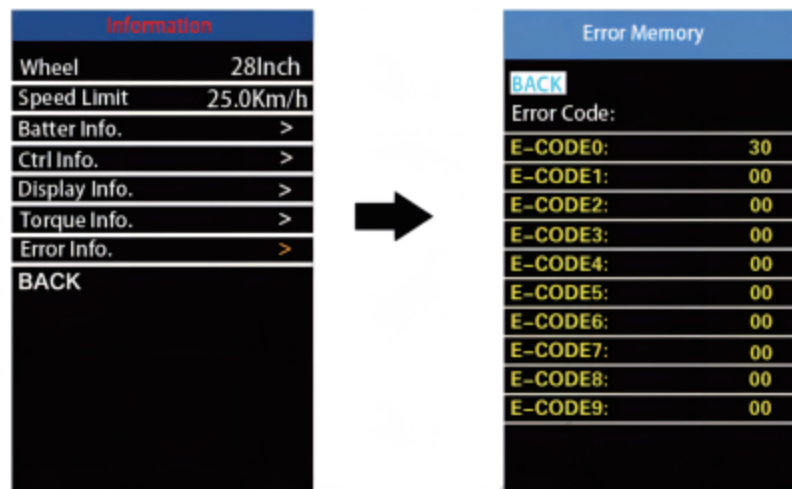 Information
Wheel 28Inch
Speed Limit 25.0Km/h
Batter Info. >
Ctrl Info. >
Display Info. >
Torque Info. >
Error Info. >
BACK
Error Memory
BACK
Error Code:
E-CODE0: 30
E-CODE1: 00
E-CODE2: 00
E-CODE3: 00
E-CODE4: 00
E-CODE5: 00
E-CODE6: 00
E-CODE7: 00
E-CODE8: 00
E-CODE9: 00